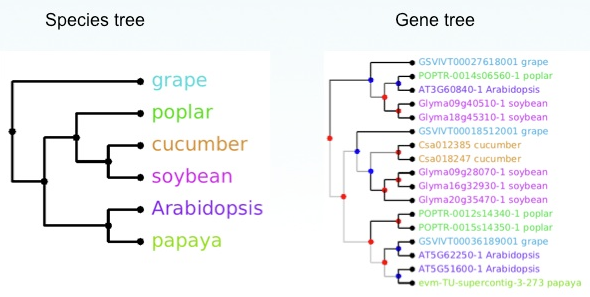 Species tree
grape
poplar
cucumber
soybean
Arabidopsis
papaya
Gene tree
GSVIVT00027618001 grape
POPTR-0014s06560-1 poplar
AT3G60840-1 Arabidopsis
Glyma09g40510-1 soybean
Glyma18g45310-1 soybean
GSVIVT00018512001 grape
Csa012385 cucumber
Csa018247 cucumber
Glyma09g28070-1 soybean
Glyma16g32930-1 soybean
Glyma20g35470-1 soybean
POPTR-0012s14340-1 poplar
POPTR-0015s14350-1 poplar
GSVIVT00036189001 grape
AT5G62250-1 Arabidopsis
AT5G51600-1 Arabidopsis
evm-TU-supercontig-3-273 papaya